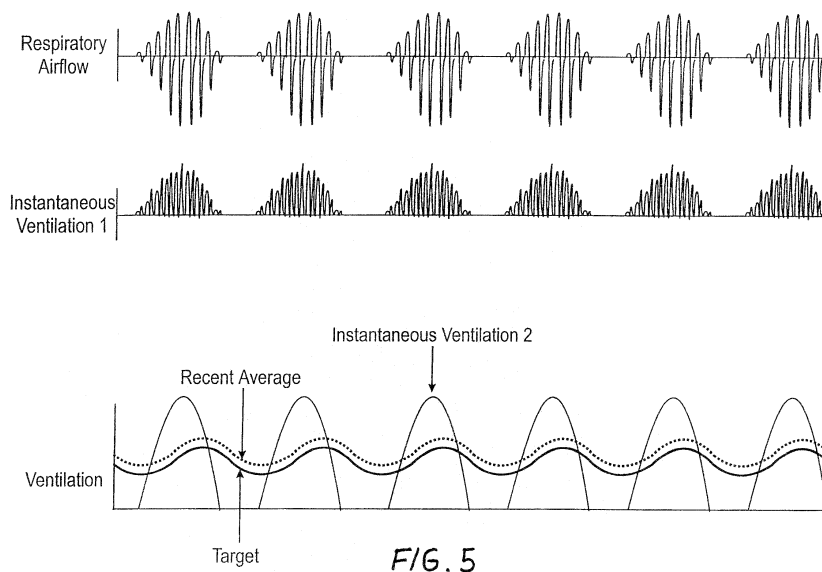 Respiratory
Airflow
Instantaneous
Ventilation 1
Instantaneous Ventilation 2
Recent Average
Ventilation
Target
FIG. 5